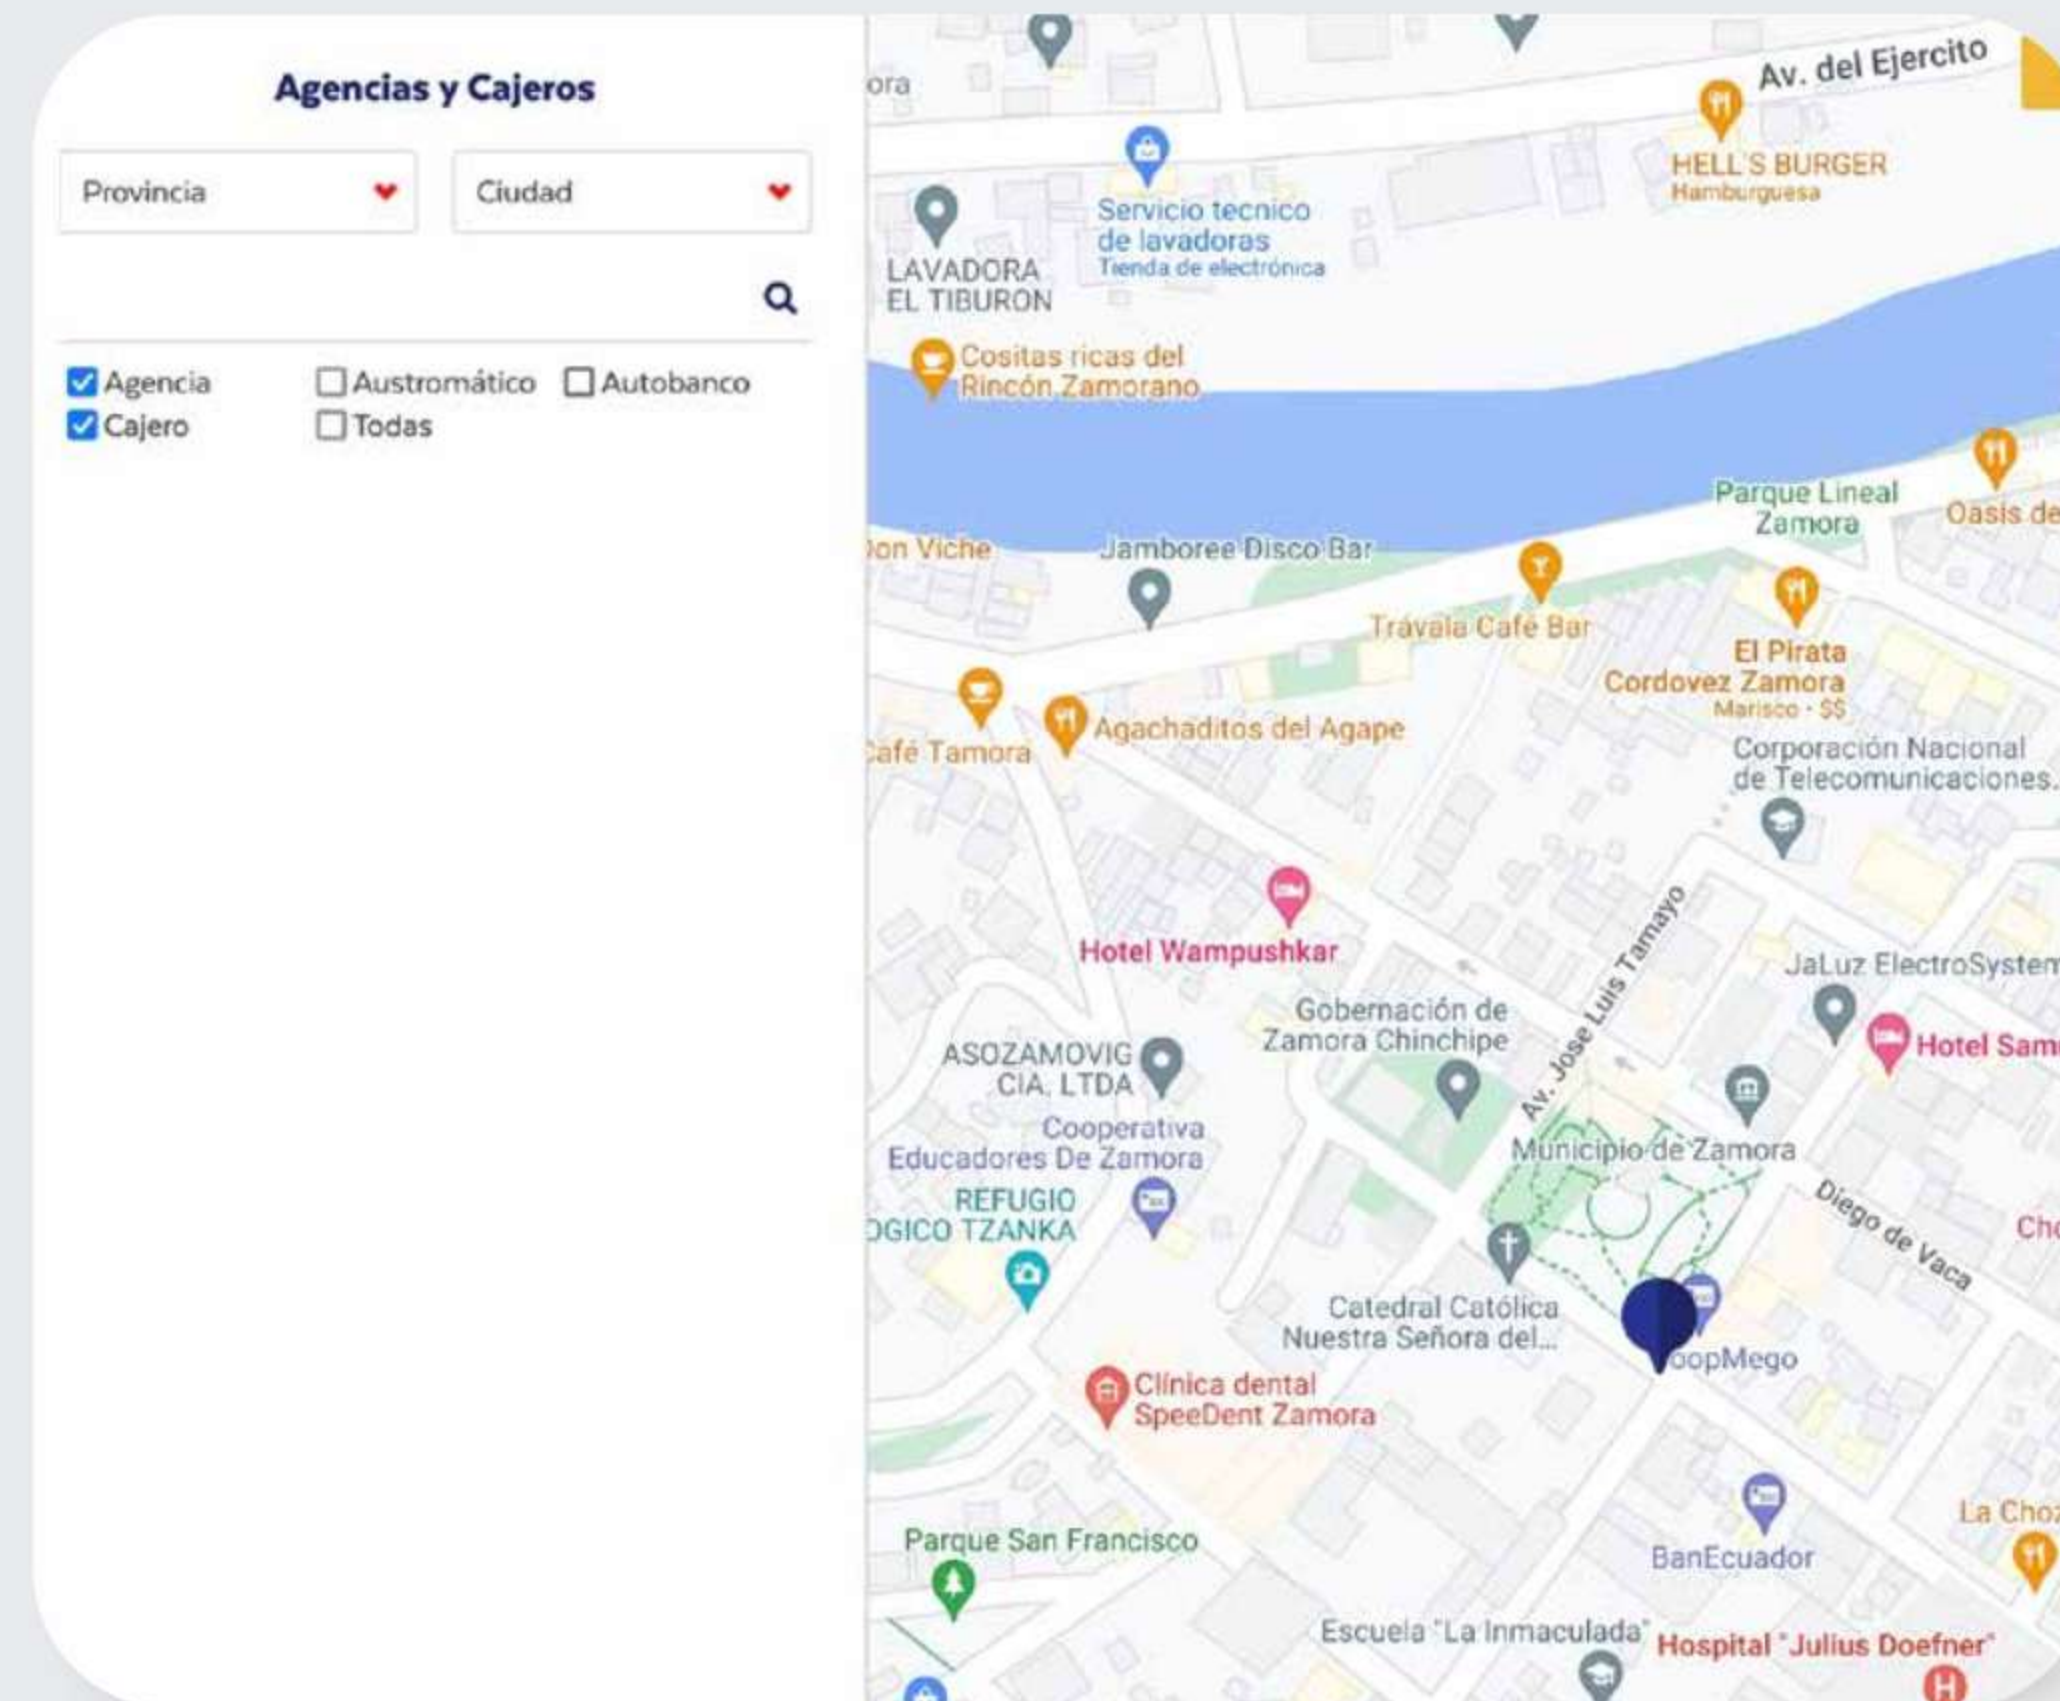 Agencias y Cajeros
Provincia
Ciudad
Agencia
Austromático
Autobanco
Cajero
Todas
ora
Av. del Ejercito
HELL'S BURGER
Hamburguesa
Servicio tecnico
de lavadoras
Tienda de electrónica
LAVADORA
EL TIBURON
Cositas ricas del
Rincón Zamorano
Parque Lineal
Zamora
Oasis de
on Viche
Jamboree Disco Bar
Trávala Café Bar
El Pirata
Cordovez Zamora
Marisco · $$
Café Tamora
Agachaditos del Agape
Corporación Nacional
de Telecomunicaciones.
Hotel Wampushkar
Av. Jose Luis Tamayo
JaLuz ElectroSystem
Gobernación de
Zamora Chinchipe
Hotel Sam
ASOZAMOVIG
CIA. LTDA
Cooperativa
Educadores De Zamora
Municipio de Zamora
REFUGIO
OGICO TZANKA
Diego de Vaca
Cho
Catedral Católica
Nuestra Señora del...
oopMego
Clínica dental
SpeeDent Zamora
La Choz
Parque San Francisco
BanEcuador
Escuela "La Inmaculada"
Hospital "Julius Doefner"
H